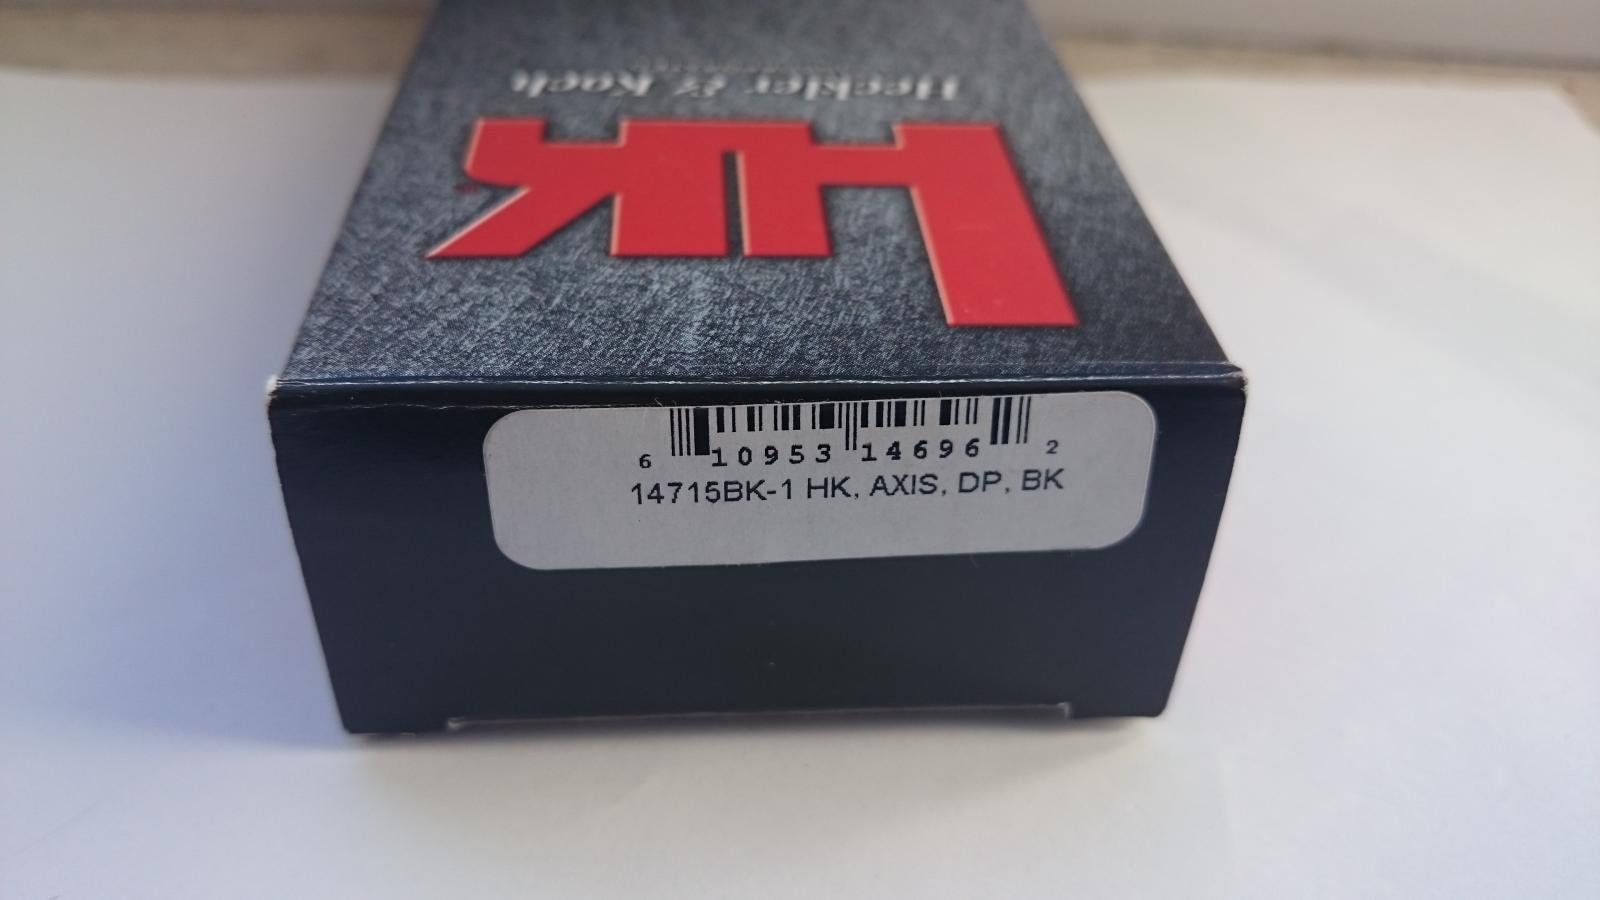 Heckler & Koch
HK
6 10953 14696 2
14715BK-1 HK, AXIS, DP, BK